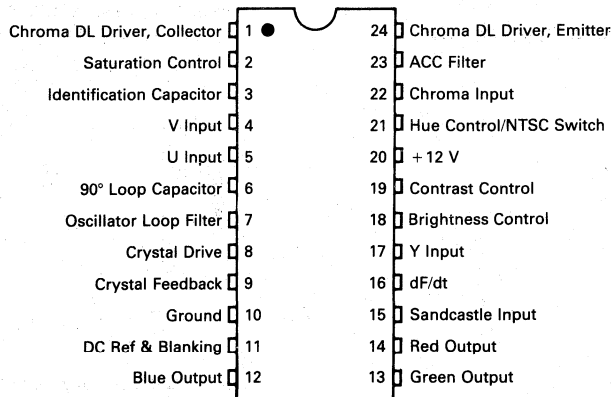 Chroma DL Driver, Collector 1 24 Chroma DL Driver, Emitter
Saturation Control 2 23 ACC Filter
Identification Capacitor 3 22 Chroma Input
V Input 4 21 Hue Control/NTSC Switch
U Input 5 20 +12 V
90° Loop Capacitor 6 19 Contrast Control
Oscillator Loop Filter 7 18 Brightness Control
Crystal Drive 8 17 Y Input
Crystal Feedback 9 16 dF/dt
Ground 10 15 Sandcastle Input
DC Ref & Blanking 11 14 Red Output
Blue Output 12 13 Green Output